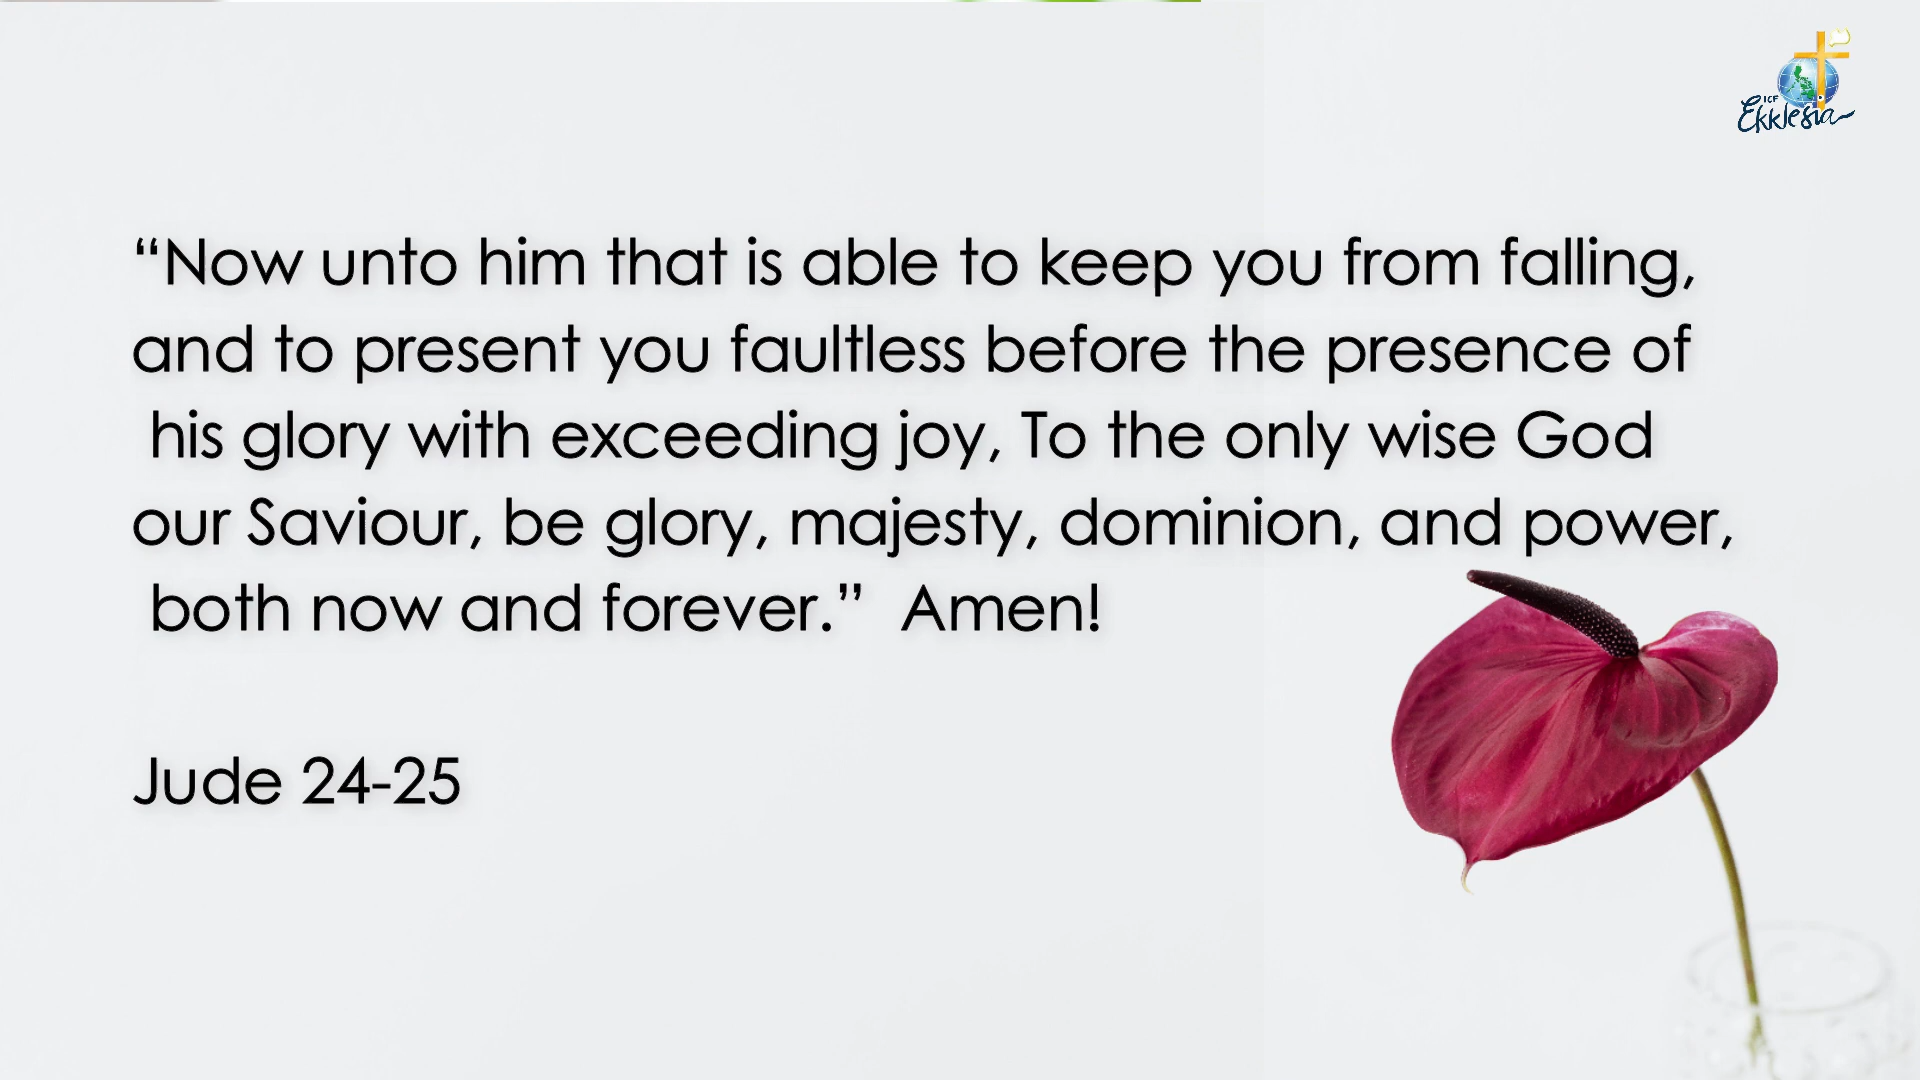 ICF
Ekklesia
“Now unto him that is able to keep you from falling,
and to present you faultless before the presence of
his glory with exceeding joy, To the only wise God
our Saviour, be glory, majesty, dominion, and power,
both now and forever.”  Amen!
Jude 24-25